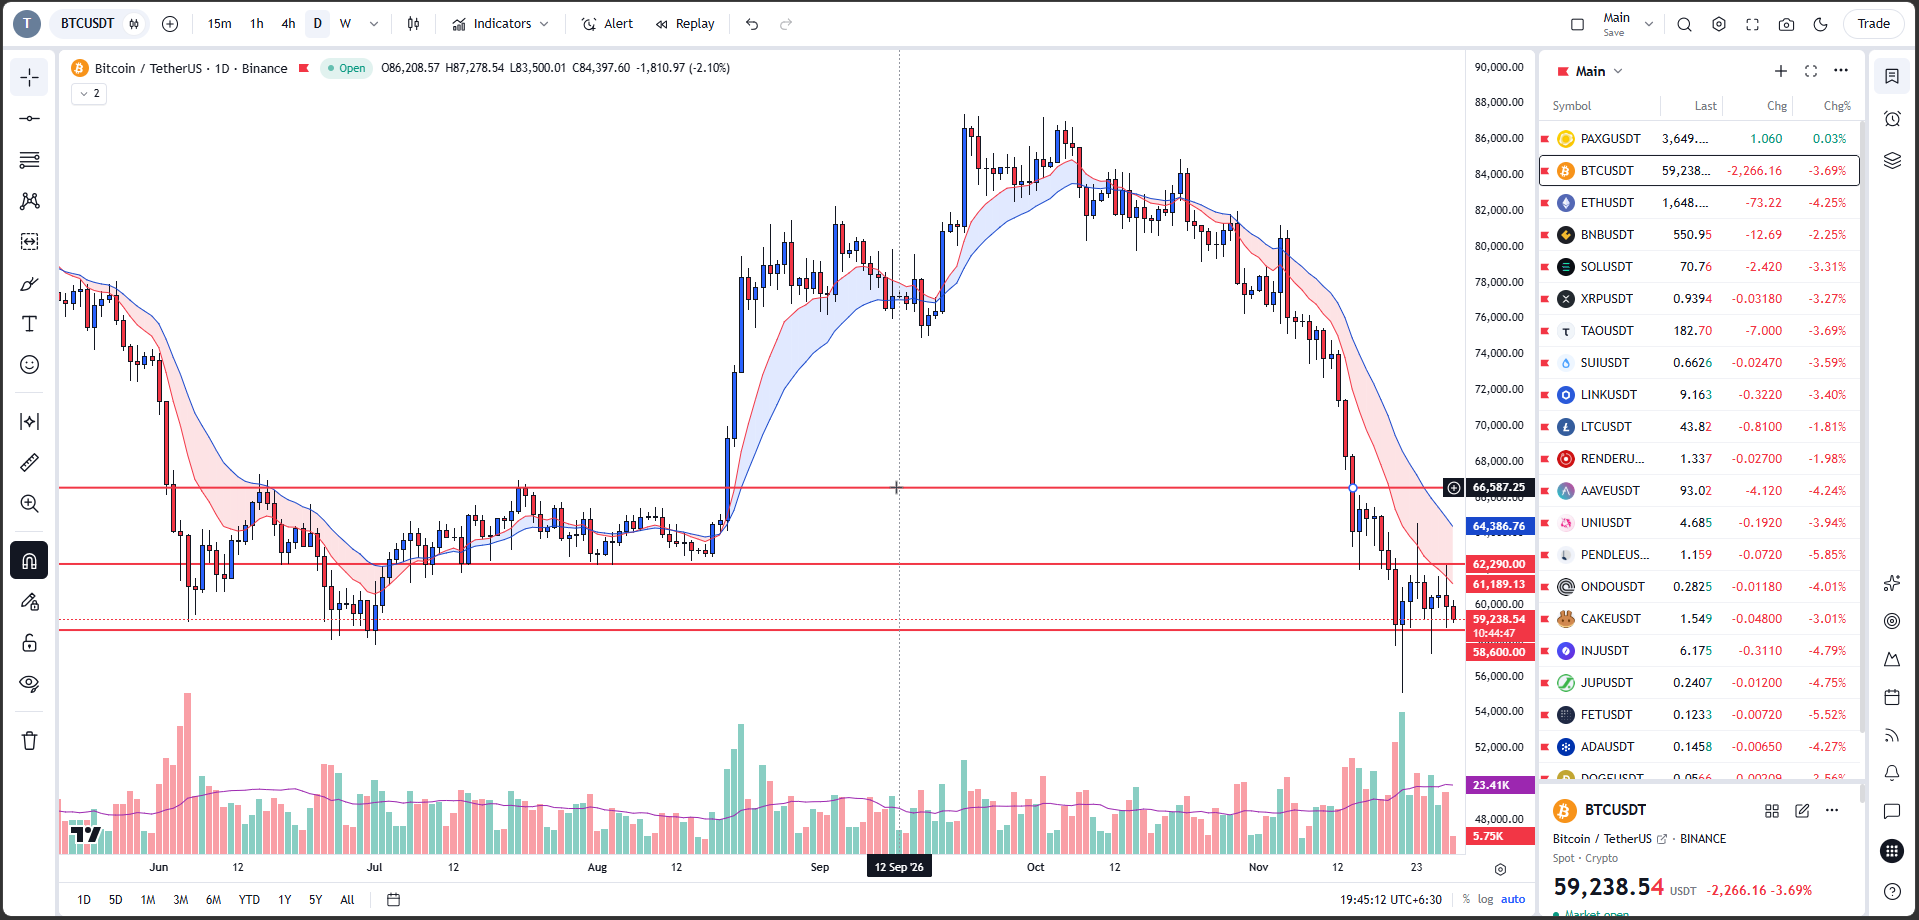 T BTCUSDT 15m 1h 4h D W Indicators Alert Replay Main Save Trade
Bitcoin / TetherUS · 1D · Binance Open O86,208.57 H87,278.54 L83,500.01 C84,397.60 -1,810.97 (-2.10%)
2
90,000.00
88,000.00
86,000.00
84,000.00
82,000.00
80,000.00
78,000.00
76,000.00
74,000.00
72,000.00
70,000.00
68,000.00
66,587.25
64,386.76
62,290.00
61,189.13
60,000.00
59,238.54
10:44:47
58,600.00
56,000.00
54,000.00
52,000.00
23.41K
48,000.00
5.75K
Jun 12 Jul 12 Aug 12 Sep 12 Sep '26 Oct 12 Nov 12 23
1D 5D 1M 3M 6M YTD 1Y 5Y All 19:45:12 UTC+6:30 % log auto
Main
Symbol Last Chg Chg%
PAXGUSDT 3,649.... 1.060 0.03%
BTCUSDT 59,238... -2,266.16 -3.69%
ETHUSDT 1,648.... -73.22 -4.25%
BNBUSDT 550.95 -12.69 -2.25%
SOLUSDT 70.76 -2.420 -3.31%
XRPUSDT 0.9394 -0.03180 -3.27%
TAOUSDT 182.70 -7.000 -3.69%
SUIUSDT 0.6626 -0.02470 -3.59%
LINKUSDT 9.163 -0.3220 -3.40%
LTCUSDT 43.82 -0.8100 -1.81%
RENDERU... 1.337 -0.02700 -1.98%
AAVEUSDT 93.02 -4.120 -4.24%
UNIUSDT 4.685 -0.1920 -3.94%
PENDLEUS... 1.159 -0.0720 -5.85%
ONDOUSDT 0.2825 -0.01180 -4.01%
CAKEUSDT 1.549 -0.04800 -3.01%
INJUSDT 6.175 -0.3110 -4.79%
JUPUSDT 0.2407 -0.01200 -4.75%
FETUSDT 0.1233 -0.00720 -5.52%
ADAUSDT 0.1458 -0.00650 -4.27%
BTCUSDT
Bitcoin / TetherUS · BINANCE
Spot · Crypto
59,238.54 USDT -2,266.16 -3.69%
Market open